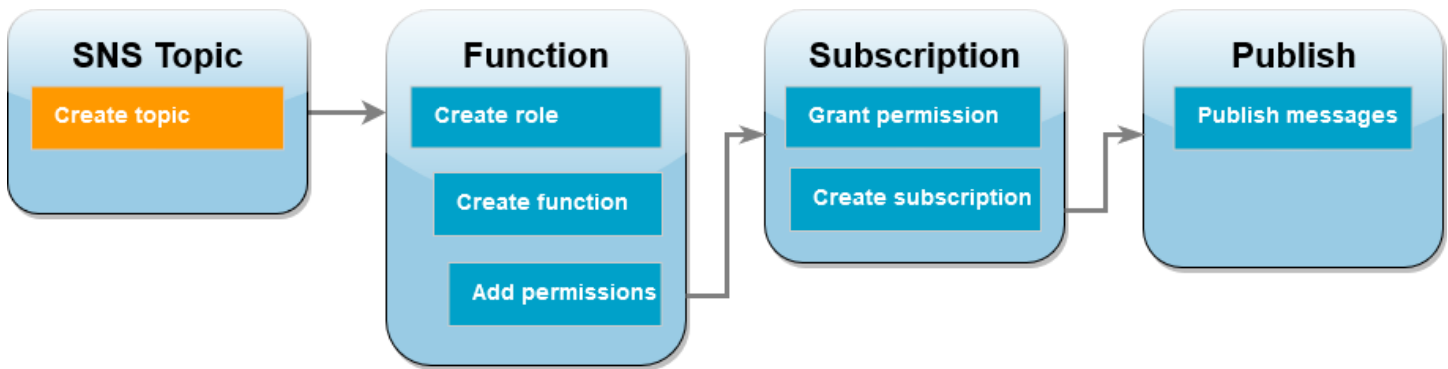 SNS Topic
Create topic
Function
Create role
Create function
Add permissions
Subscription
Grant permission
Create subscription
Publish
Publish messages